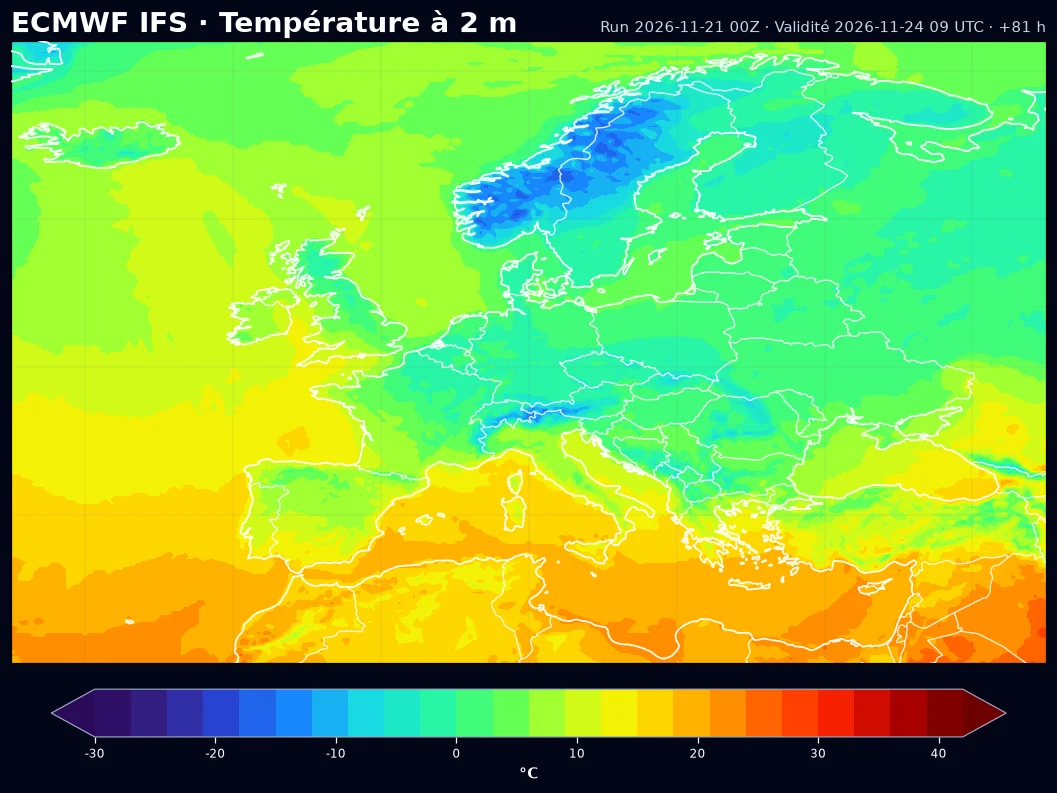 ECMWF IFS · Température à 2 m
Run 2026-11-21 00Z · Validité 2026-11-24 09 UTC · +81 h
-30 -20 -10 0 10 20 30 40
°C